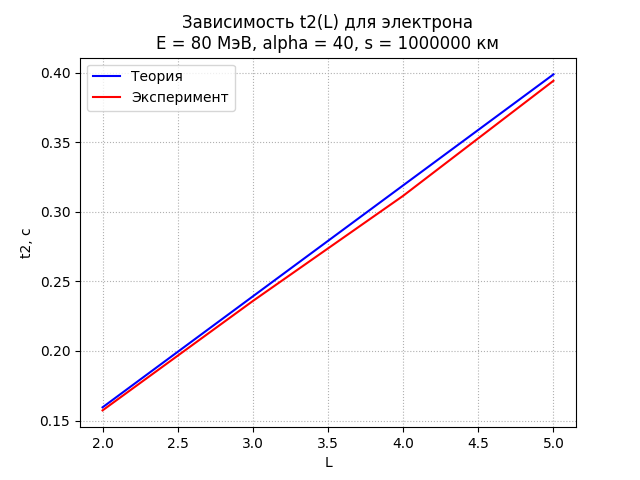 Зависимость t2(L) для электрона
E = 80 МэВ, alpha = 40, s = 1000000 км
Теория
Эксперимент
t2, с
0.40
0.35
0.30
0.25
0.20
0.15
2.0 2.5 3.0 3.5 4.0 4.5 5.0
L